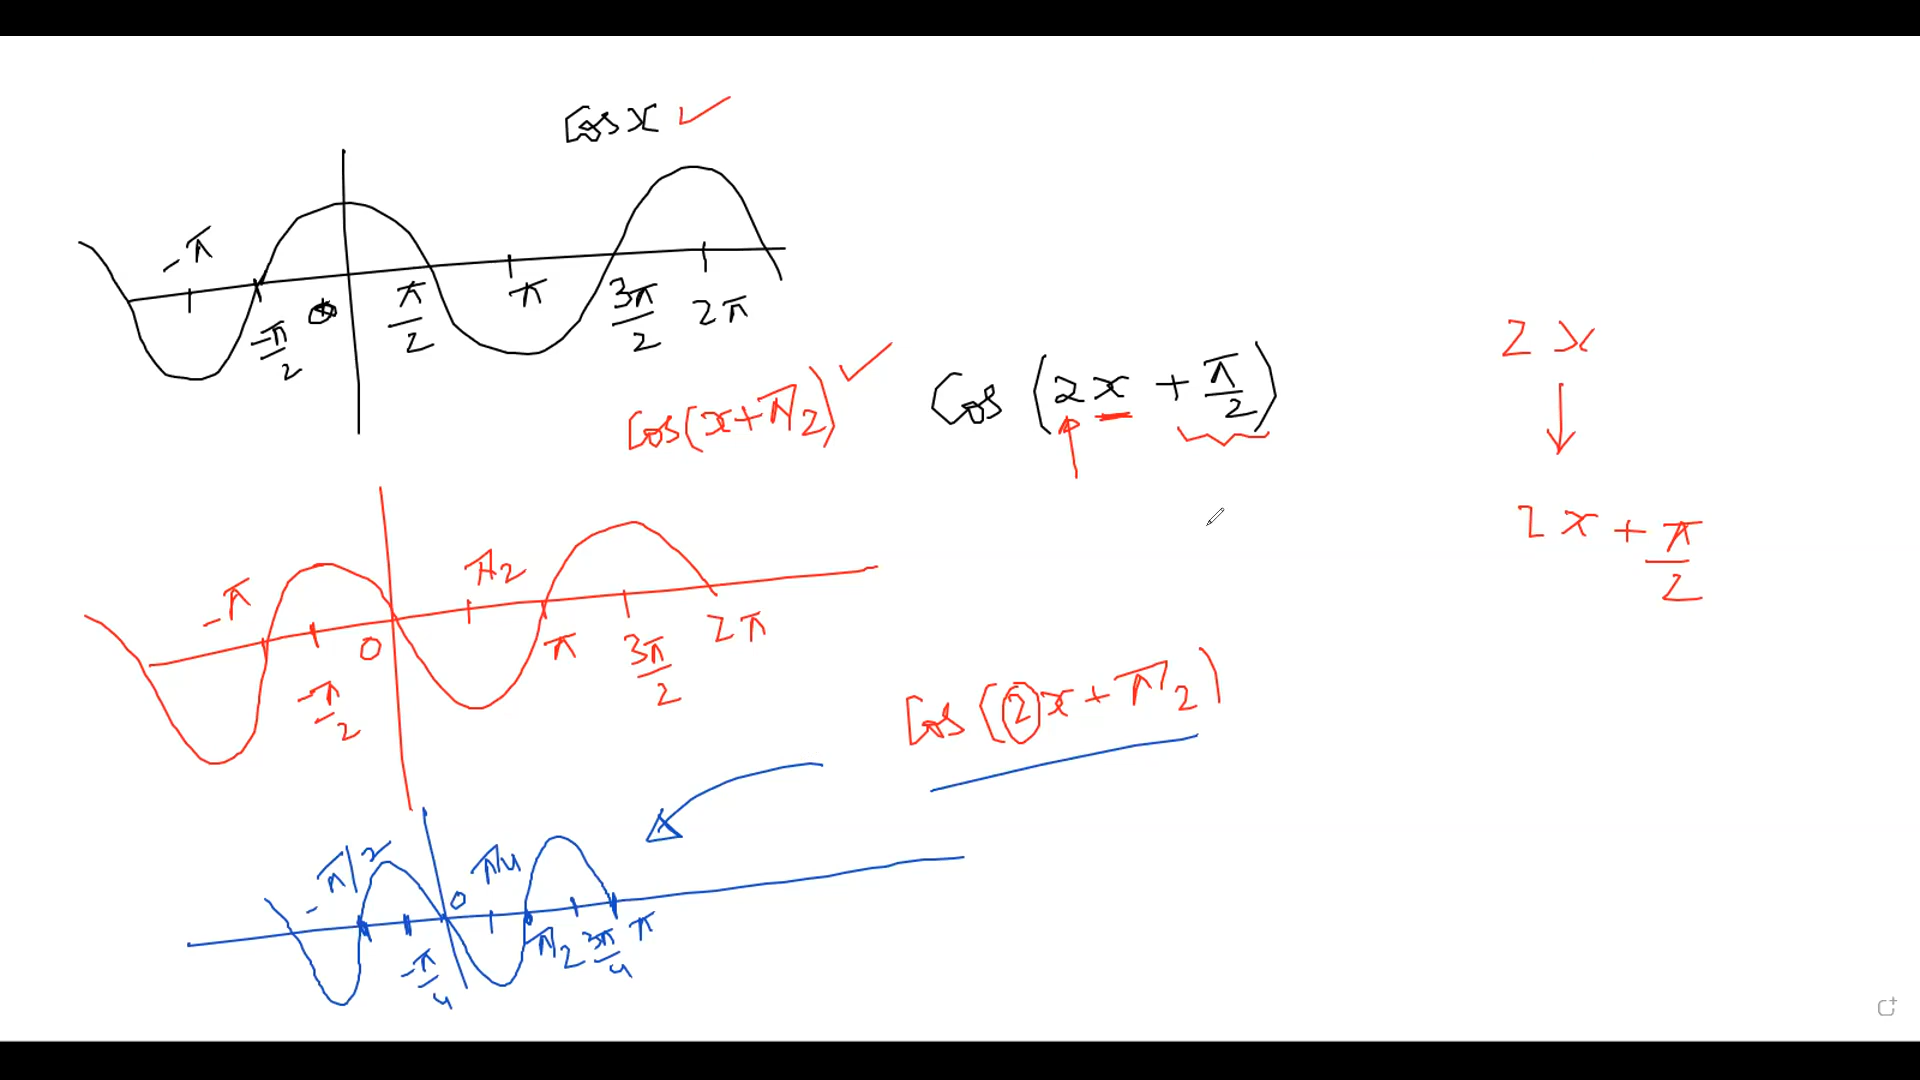 cos x ✓
-π
-π/2
0
π/2
π
3π/2
2π
cos(x+π/2) ✓
cos(2x + π/2)
2x
↓
2x + π/2
-π
-π/2
0
π/2
π
3π/2
2π
cos(2x+π/2)
-π/2
-π/4
0
π/4
π/2
3π/4
π